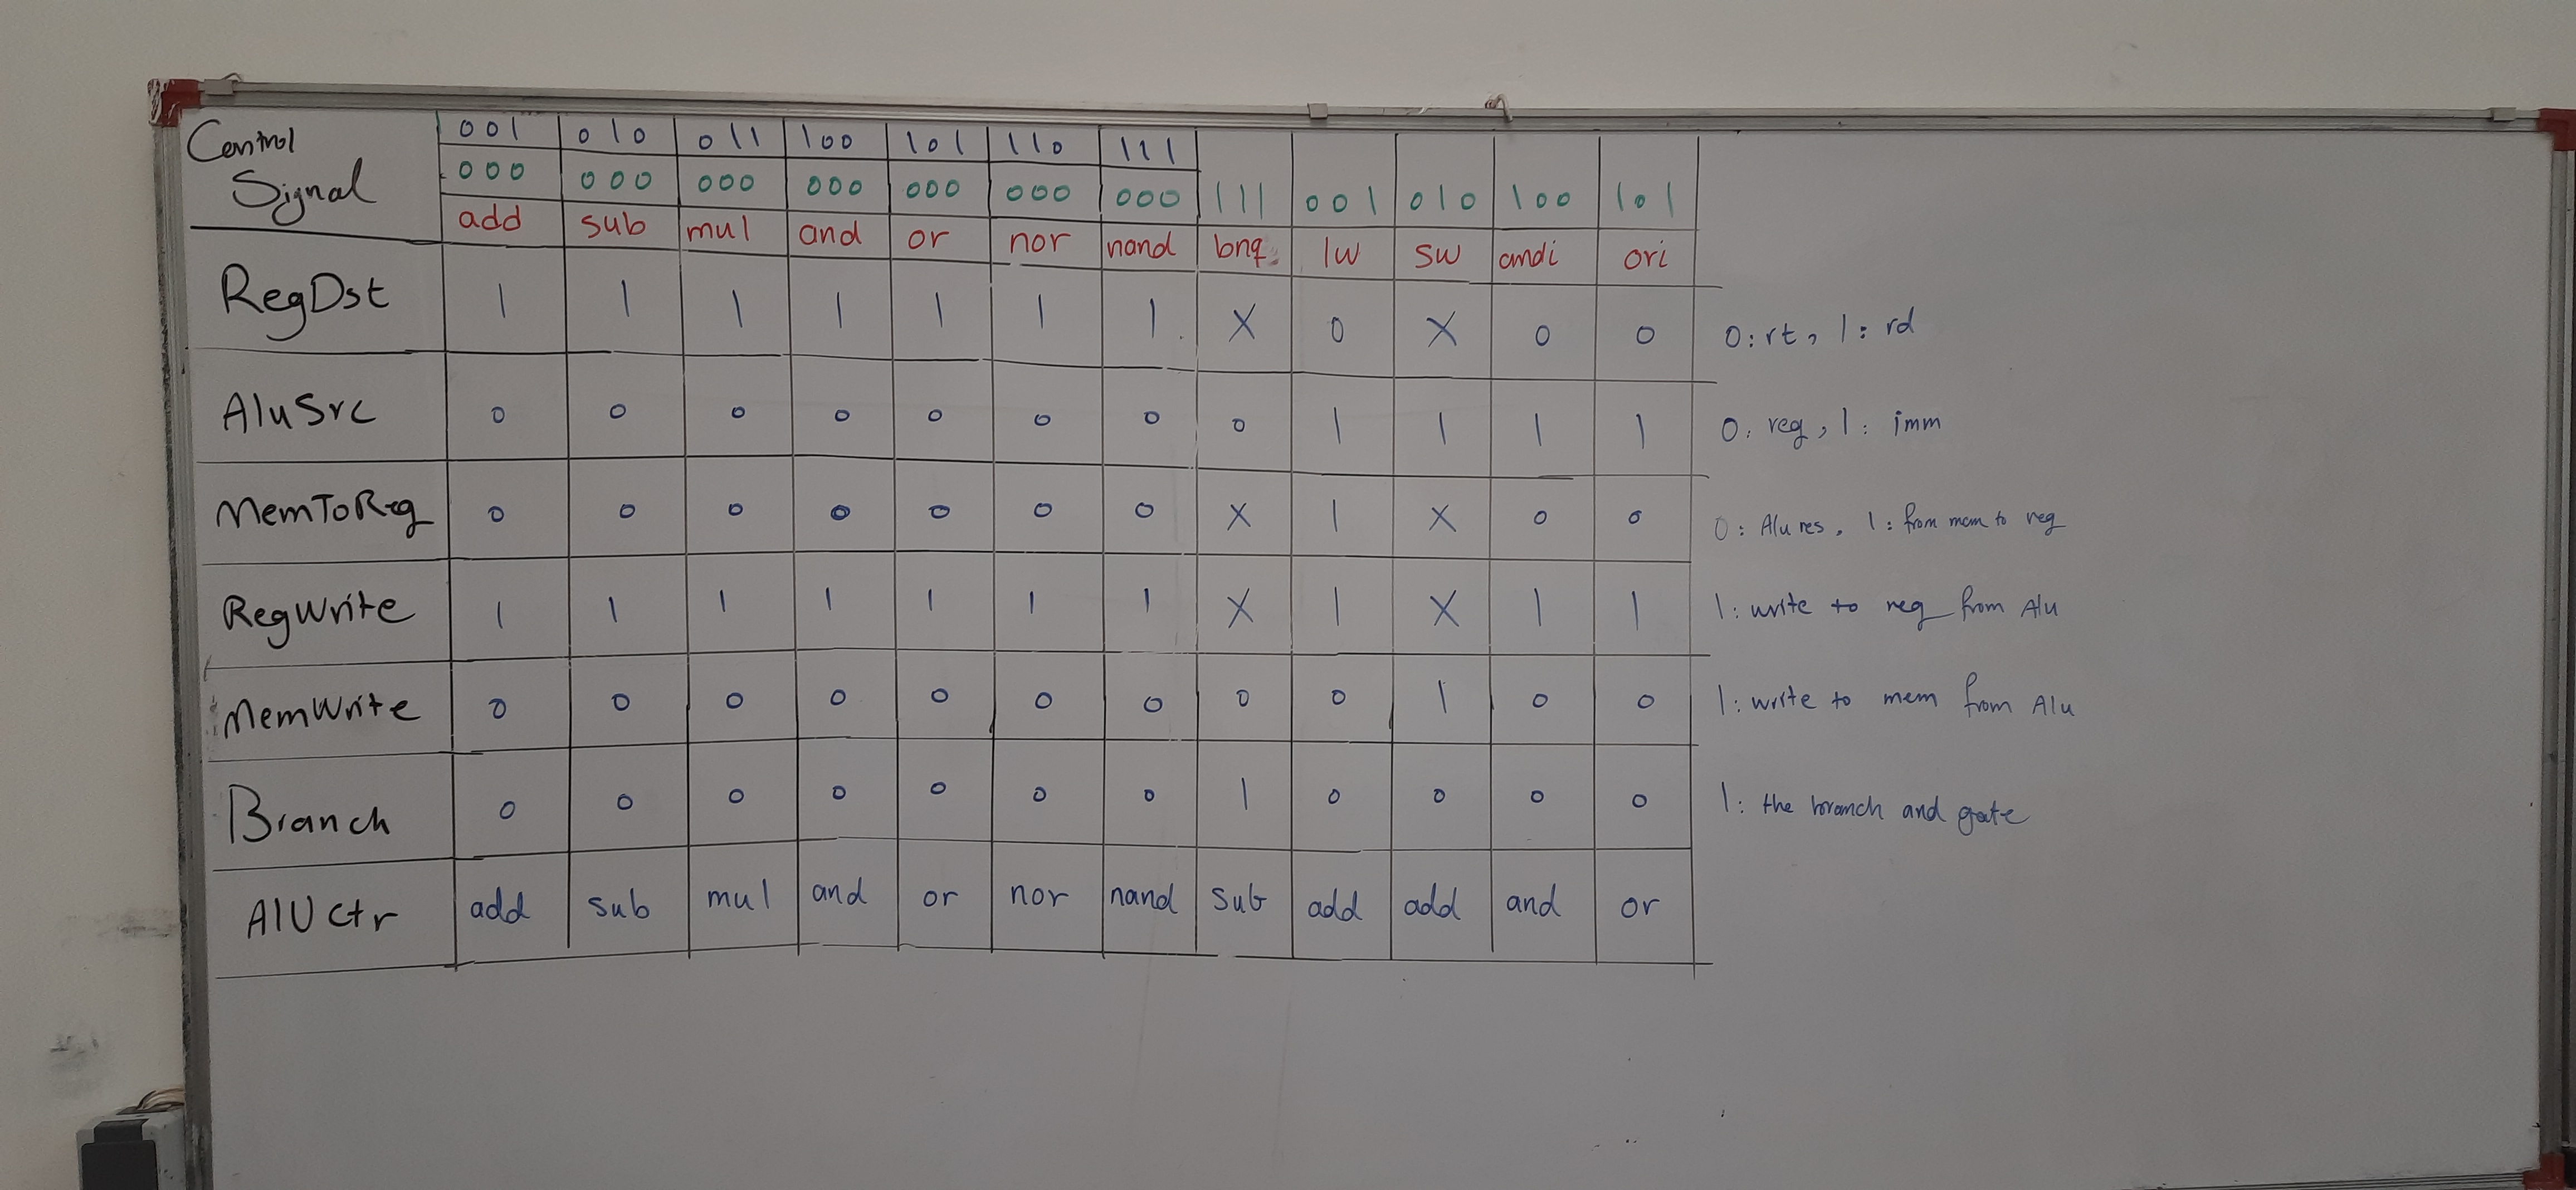 Control 001 010 011 100 101 110 111
Signal 000 000 000 000 000 000 000 111 001 010 100 101
add sub mul and or nor nand bnq lw sw andi ori
RegDst 1 1 1 1 1 1 1 X 0 X 0 0 0: rt, 1: rd
AluSrc 0 0 0 0 0 0 0 0 1 1 1 1 0: reg, 1: imm
MemToReg 0 0 0 0 0 0 0 X 1 X 0 0 0: Alu res, 1: from mem to reg
RegWrite 1 1 1 1 1 1 1 X 1 X 1 1 1: write to reg from Alu
MemWrite 0 0 0 0 0 0 0 0 0 1 0 0 1: write to mem from Alu
Branch 0 0 0 0 0 0 0 1 0 0 0 0 1: the branch and gate
AlUCtr add sub mul and or nor nand sub add add and or